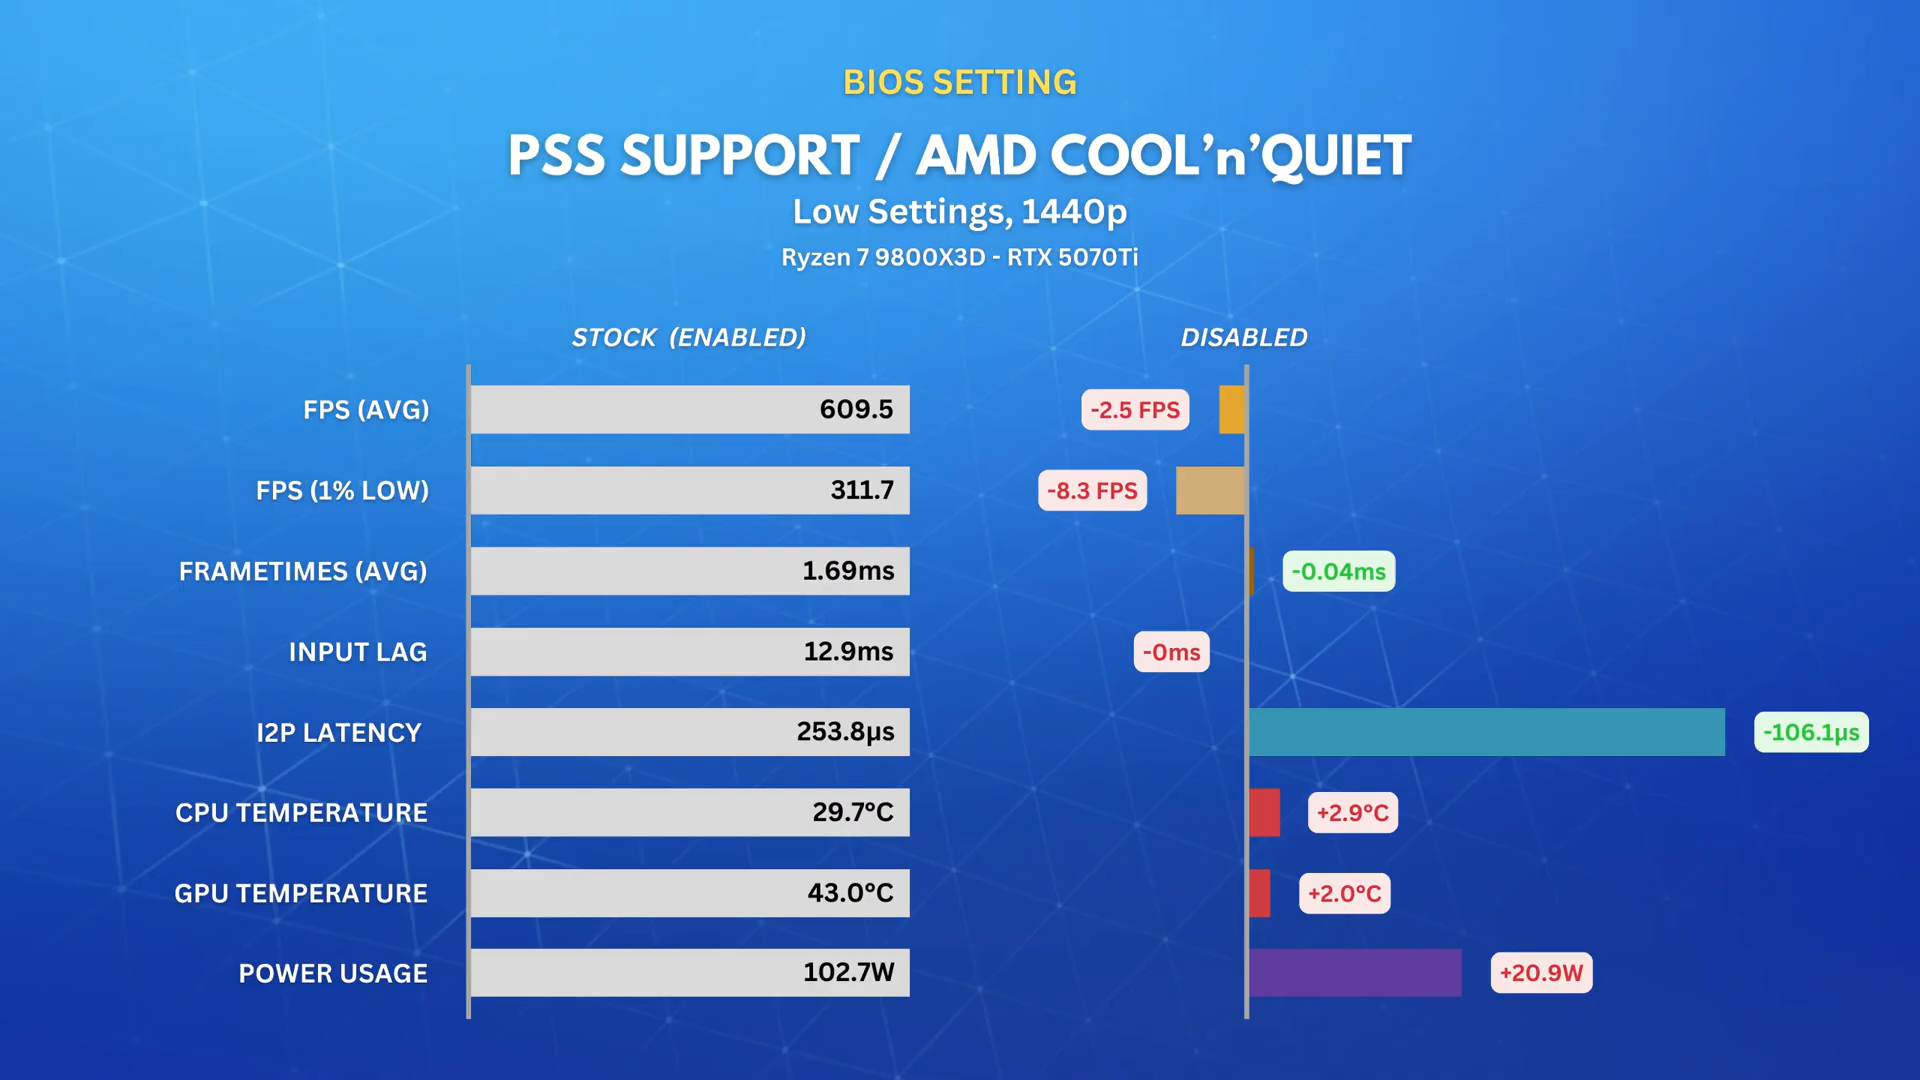 BIOS SETTING
PSS SUPPORT / AMD COOL’n’QUIET
Low Settings, 1440p
Ryzen 7 9800X3D - RTX 5070Ti
STOCK (ENABLED) DISABLED
FPS (AVG) 609.5 -2.5 FPS
FPS (1% LOW) 311.7 -8.3 FPS
FRAMETIMES (AVG) 1.69ms -0.04ms
INPUT LAG 12.9ms -0ms
I2P LATENCY 253.8µs -106.1µs
CPU TEMPERATURE 29.7°C +2.9°C
GPU TEMPERATURE 43.0°C +2.0°C
POWER USAGE 102.7W +20.9W